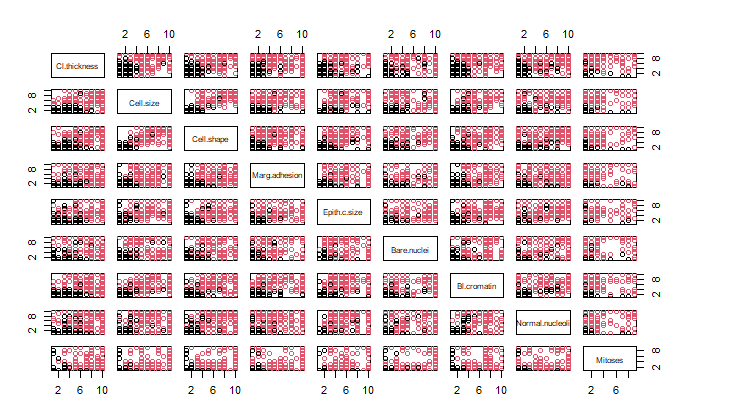 2 6 10 2 6 10 2 6 10 2 6 10
Cl.thickness 2 8
2 8 Cell.size
Cell.shape 2 8
2 8 Marg.adhesion
Epith.c.size 2 8
2 8 Bare.nuclei
Bl.cromatin 2 8
2 8 Normal.nucleoli
Mitoses 2 8
2 6 10 2 6 10 2 6 10 2 6 10 2 6